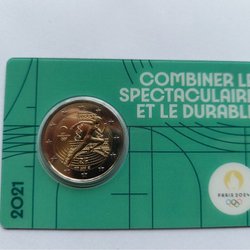 COMBINER LE
SPECTACULAIRE
ET LE DURABLE
2021
PARIS 2024